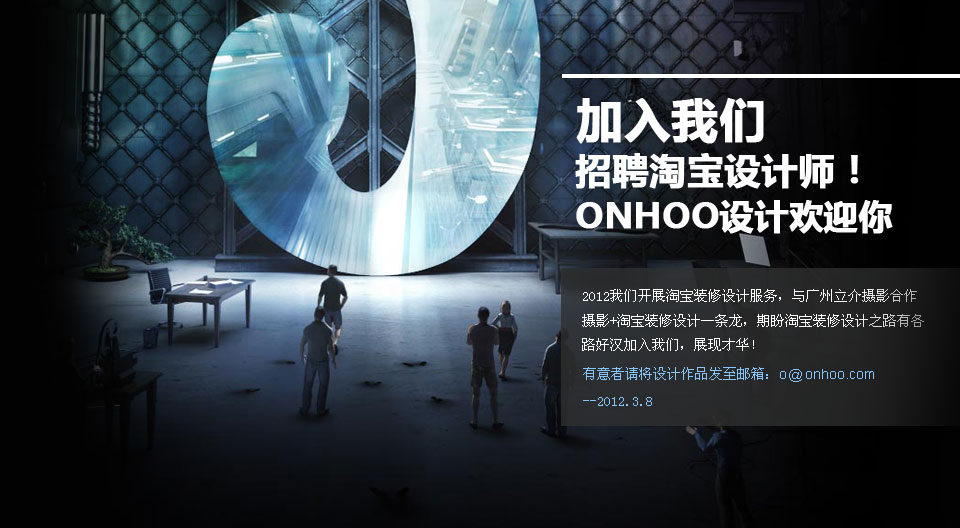 加入我们
招聘淘宝设计师！
ONHOO设计欢迎你
2012我们开展淘宝装修设计服务，与广州立介摄影合作
摄影+淘宝装修设计一条龙，期盼淘宝装修设计之路有各
路好汉加入我们，展现才华！
有意者请将设计作品发至邮箱：o@onhoo.com
--2012.3.8